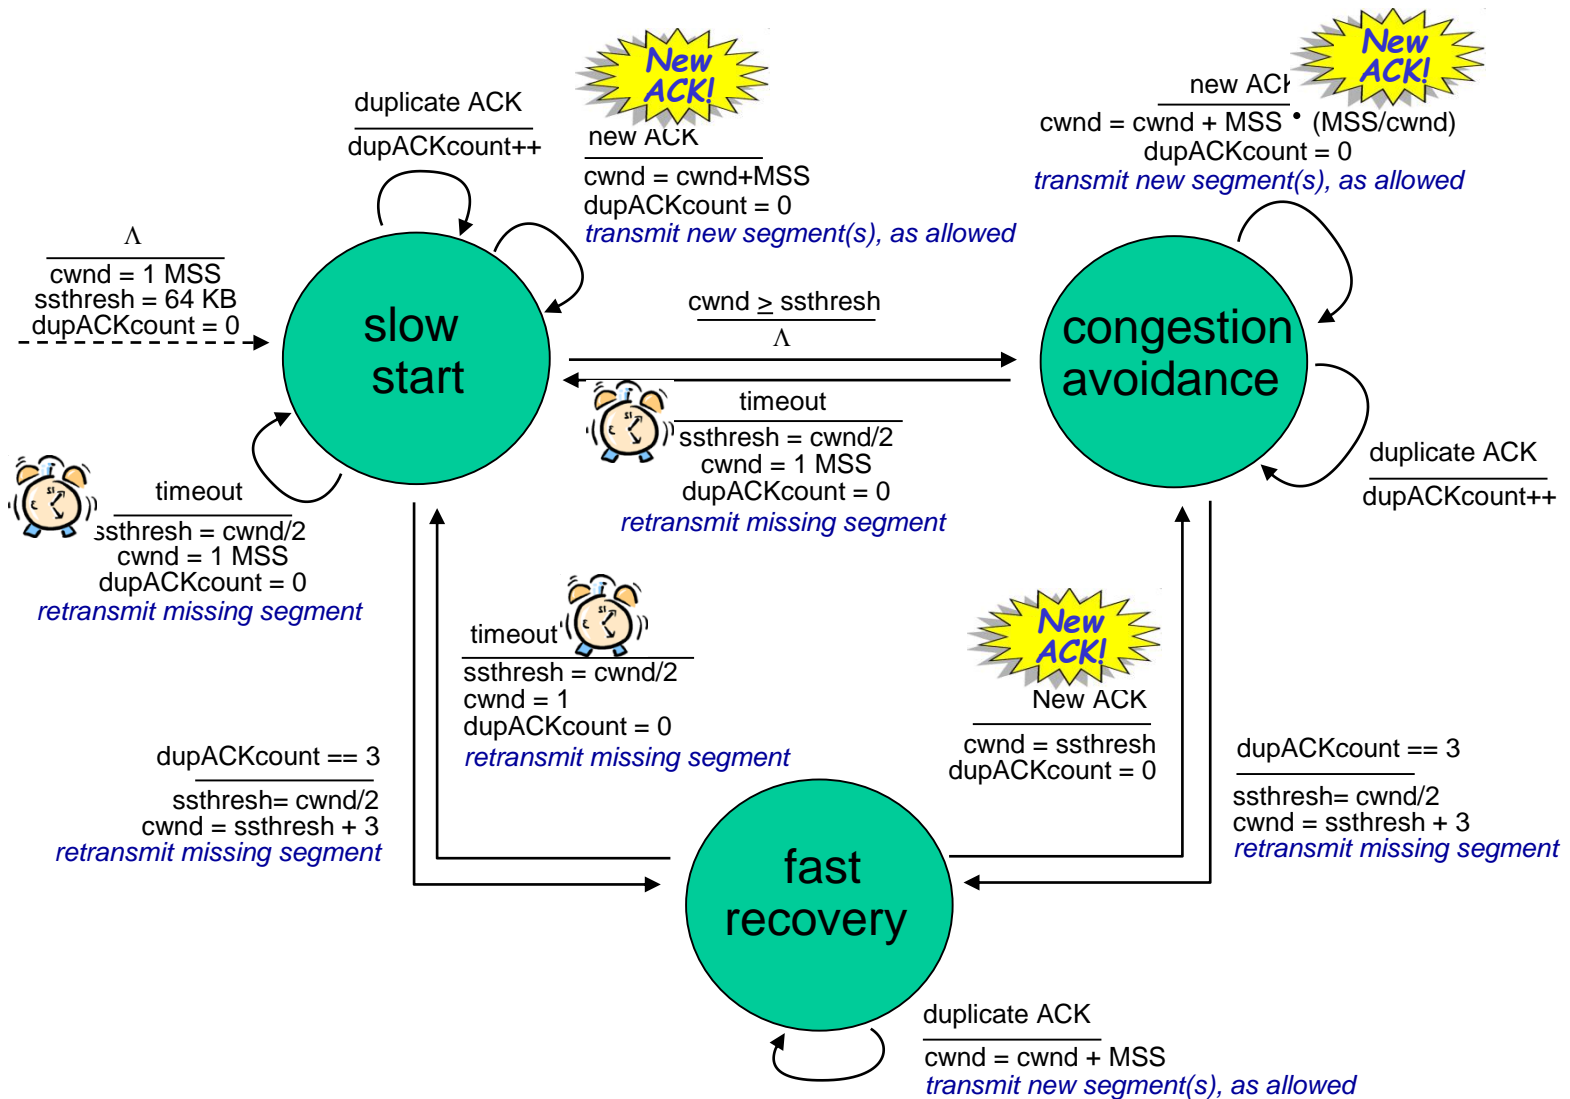 New
ACK!
duplicate ACK
dupACKcount++
new ACK
cwnd = cwnd+MSS
dupACKcount = 0
transmit new segment(s), as allowed
New
ACK!
new ACK
cwnd = cwnd + MSS • (MSS/cwnd)
dupACKcount = 0
transmit new segment(s), as allowed
Λ
cwnd = 1 MSS
ssthresh = 64 KB
dupACKcount = 0
slow
start
cwnd ≥ ssthresh
Λ
congestion
avoidance
timeout
ssthresh = cwnd/2
cwnd = 1 MSS
dupACKcount = 0
retransmit missing segment
duplicate ACK
dupACKcount++
timeout
ssthresh = cwnd/2
cwnd = 1 MSS
dupACKcount = 0
retransmit missing segment
timeout
ssthresh = cwnd/2
cwnd = 1
dupACKcount = 0
retransmit missing segment
New
ACK!
New ACK
cwnd = ssthresh
dupACKcount = 0
dupACKcount == 3
ssthresh= cwnd/2
cwnd = ssthresh + 3
retransmit missing segment
dupACKcount == 3
ssthresh= cwnd/2
cwnd = ssthresh + 3
retransmit missing segment
fast
recovery
duplicate ACK
cwnd = cwnd + MSS
transmit new segment(s), as allowed